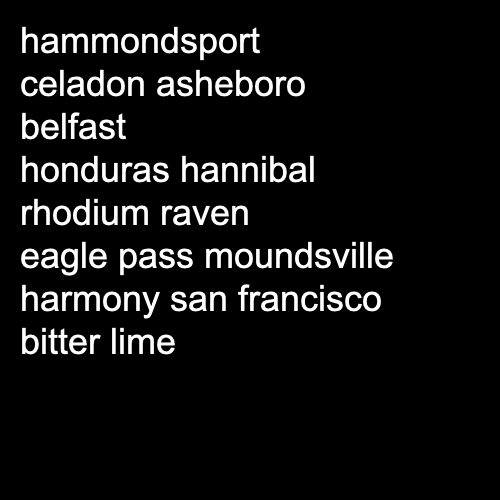 hammondsport
celadon asheboro
belfast
honduras hannibal
rhodium raven
eagle pass moundsville
harmony san francisco
bitter lime